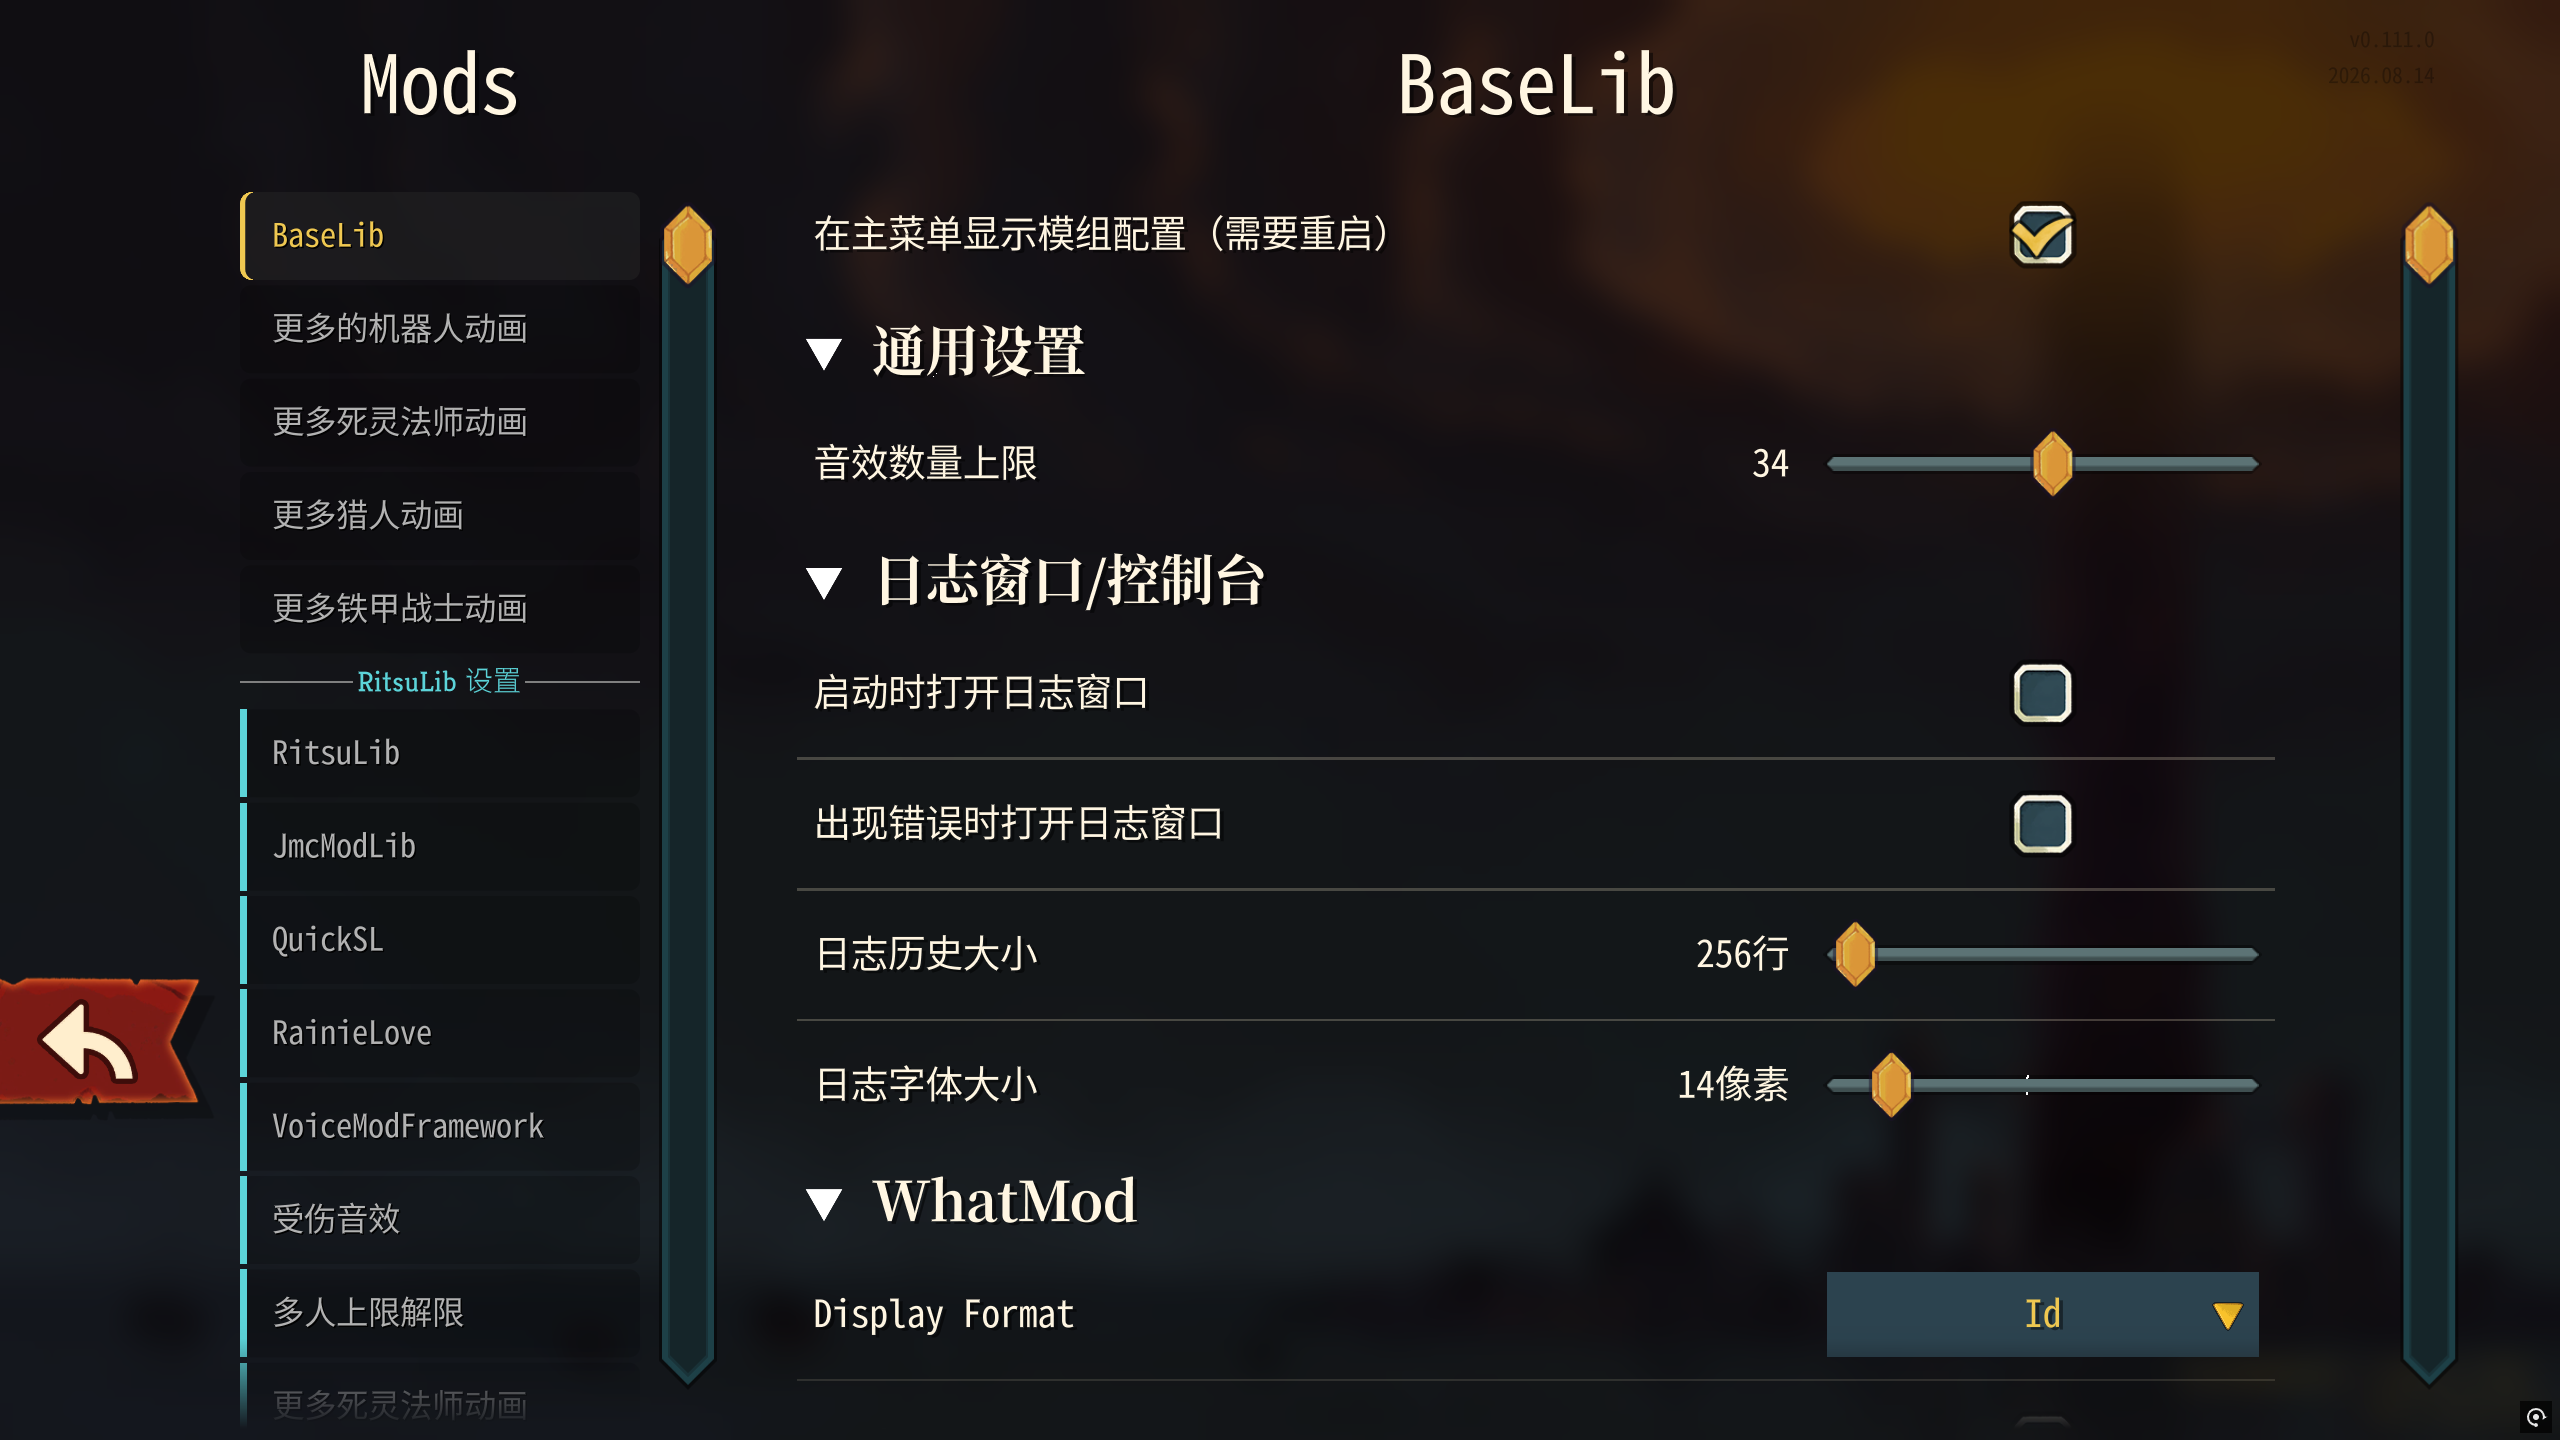 Mods
BaseLib
更多的机器人动画
更多死灵法师动画
更多猎人动画
更多铁甲战士动画
RitsuLib 设置
RitsuLib
JmcModLib
QuickSL
RainieLove
VoiceModFramework
受伤音效
多人上限解限
更多死灵法师动画
BaseLib
v0.111.0
2026.08.14
在主菜单显示模组配置（需要重启）
通用设置
音效数量上限 34
日志窗口/控制台
启动时打开日志窗口
出现错误时打开日志窗口
日志历史大小 256行
日志字体大小 14像素
WhatMod
Display Format Id